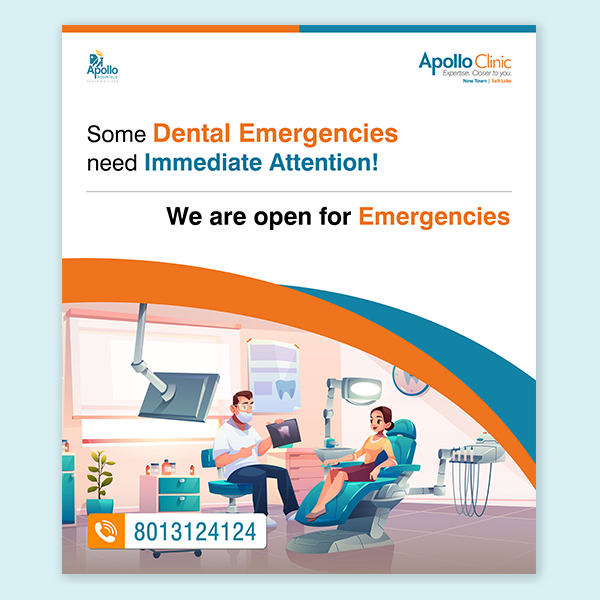 Apollo
HOSPITALS
Apollo Clinic
Expertise. Closer to you.
New Town | Salt Lake
Some Dental Emergencies
need Immediate Attention!
We are open for Emergencies
8013124124